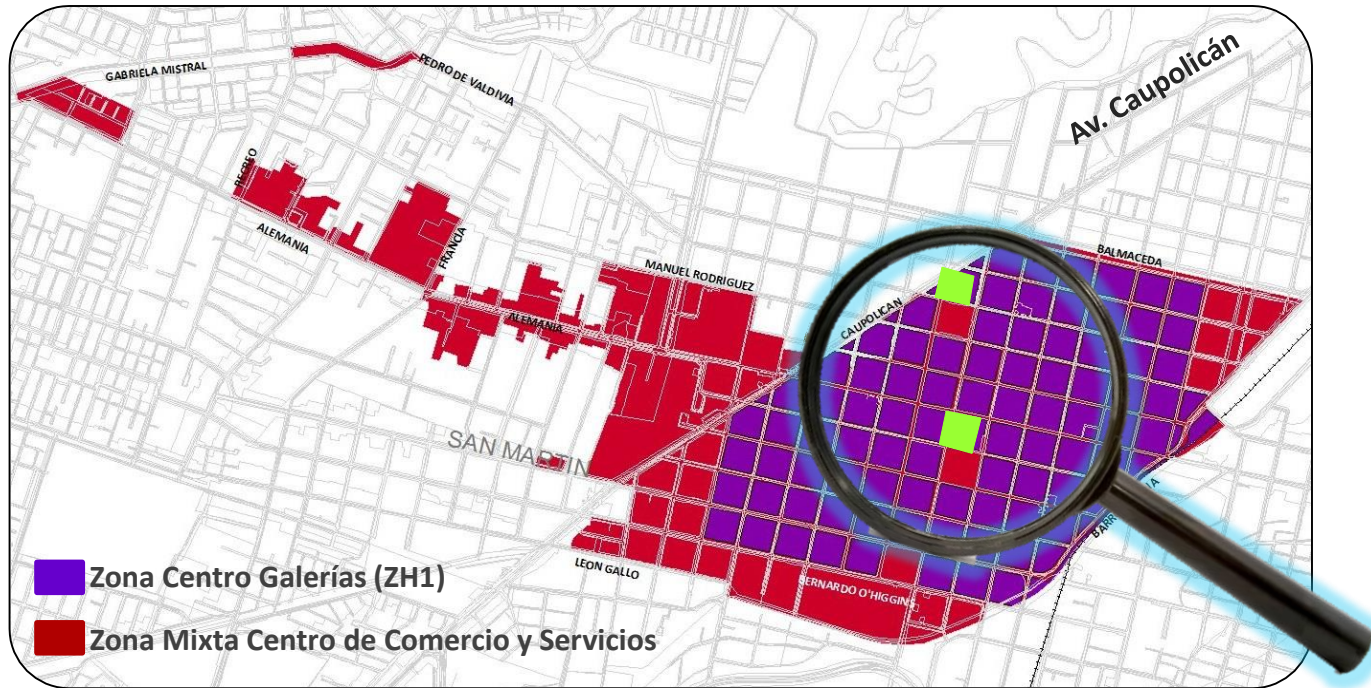 GABRIELA MISTRAL
PEDRO DE VALDIVIA
Av. Caupolicán
RECREO
ALEMANIA
FRANCIA
MANUEL RODRIGUEZ
BALMACEDA
CAUPOLICAN
ALEMANIA
SAN MARTIN
LEON GALLO
BERNARDO O'HIGGINS
Zona Centro Galerías (ZH1)
Zona Mixta Centro de Comercio y Servicios